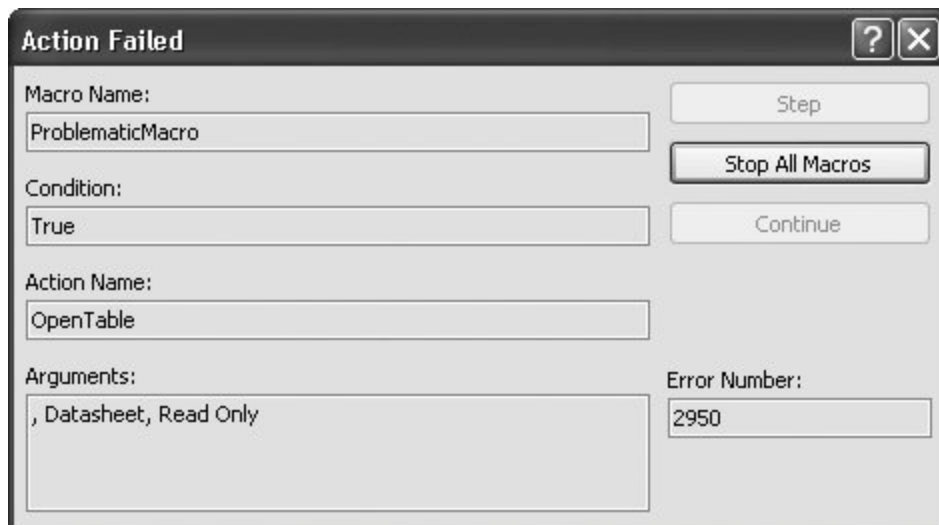 Action Failed
Macro Name:
Step
ProblematicMacro
Stop All Macros
Condition:
True
Continue
Action Name:
OpenTable
Arguments:
Error Number:
, Datasheet, Read Only
2950